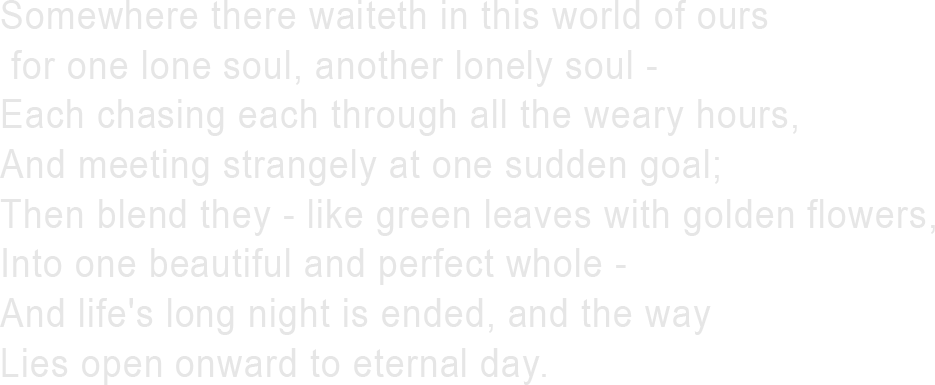 Somewhere there waiteth in this world of ours
for one lone soul, another lonely soul -
Each chasing each through all the weary hours,
And meeting strangely at one sudden goal;
Then blend they - like green leaves with golden flowers,
Into one beautiful and perfect whole -
And life's long night is ended, and the way
Lies open onward to eternal day.